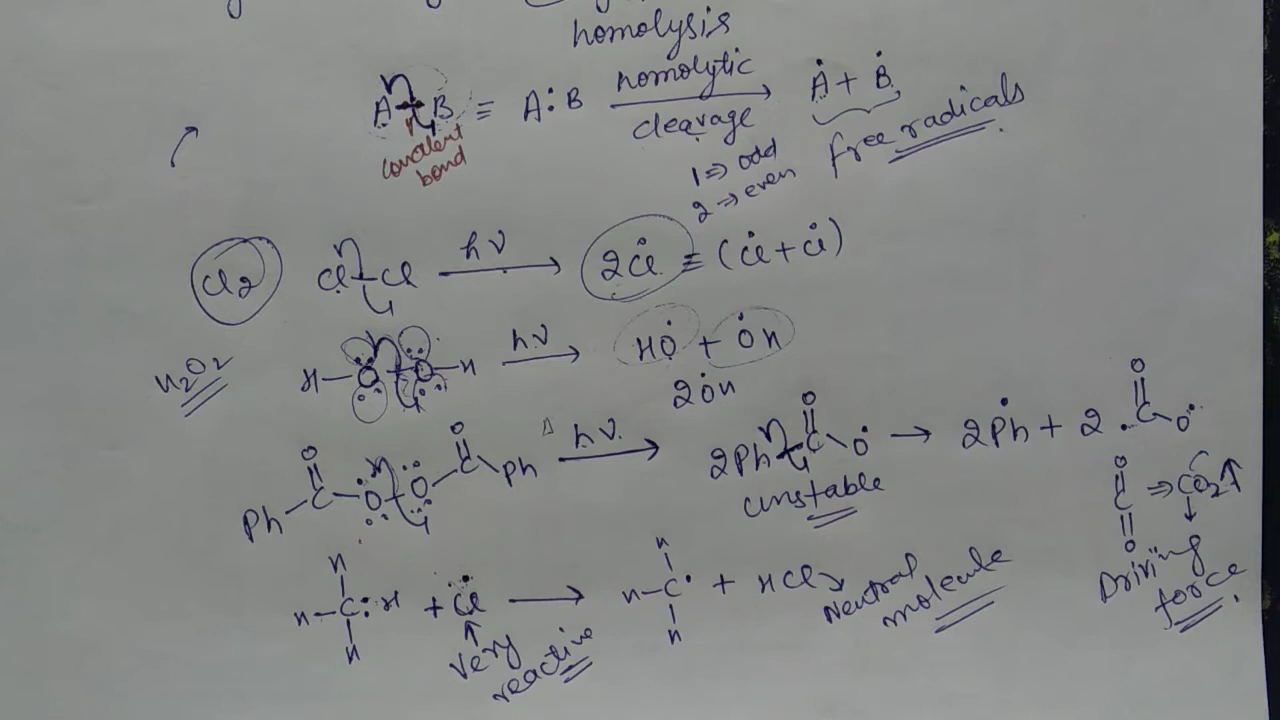 homolysis
A–B ≡ A:B homolytic cleavage → Ȧ + Ḃ
covalent bond
1 ⇒ odd
2 → even
free radicals
Cl2 Cl–Cl hν → 2Ċl ≡ (Ċl + Ċl)
H2O2 H–O–O–H hν → HȮ + ȮH
2ȮH
Ph–C(=O)–O–O–C(=O)–Ph Δ hν → 2Ph–C(=O)–O• → 2Ṗh + 2 •C(=O)–O•
unstable
O=C=O ⇒ CO2↑
Driving force
H–C(H)(H):H + Ċl → H–C•(H)(H) + HCl → Neutral molecule
very reactive